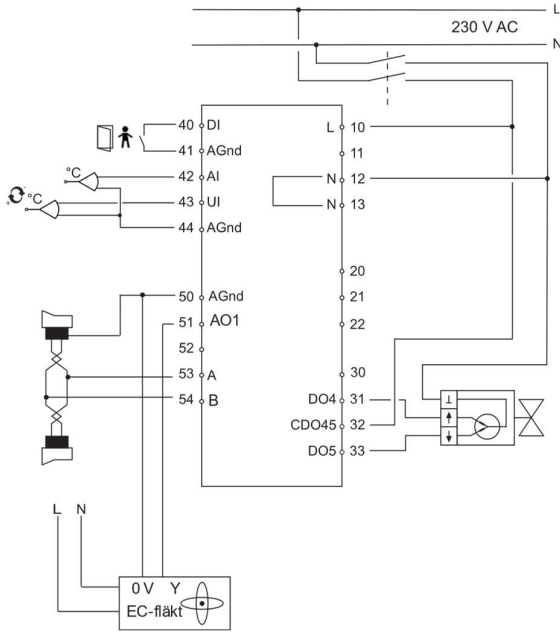 L
230 V AC
N
40 DI
41 AGnd
42 AI
43 UI
44 AGnd
°C
°C
L 10
11
N 12
N 13
20
21
22
30
50 AGnd
51 AO1
52
53 A
54 B
DO4 31
CDO45 32
DO5 33
L N
0 V Y
EC-fläkt